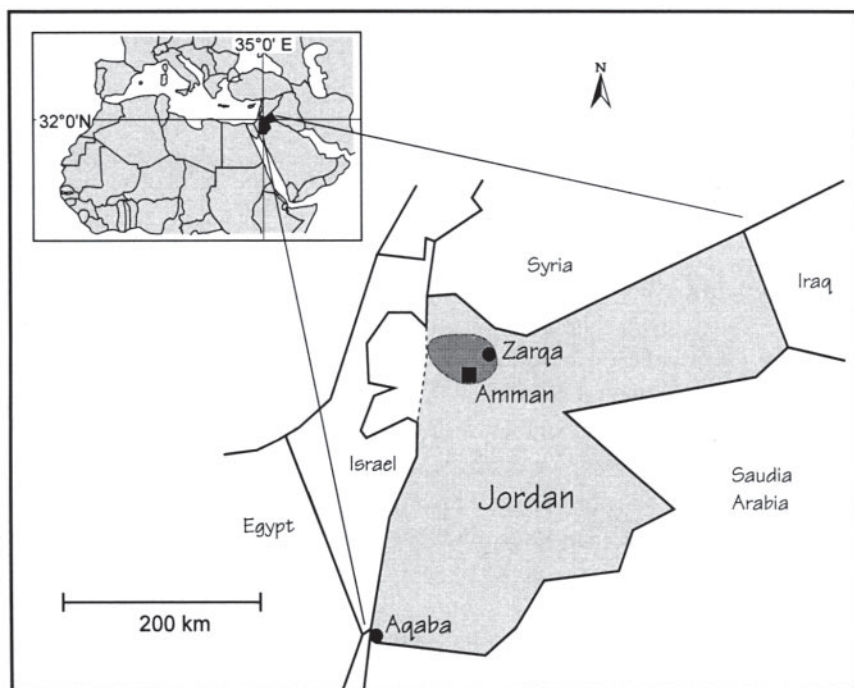 35°0' E
32°0'N
N
Syria
Iraq
Zarqa
Amman
Israel
Jordan
Saudia
Arabia
Egypt
200 km
Aqaba